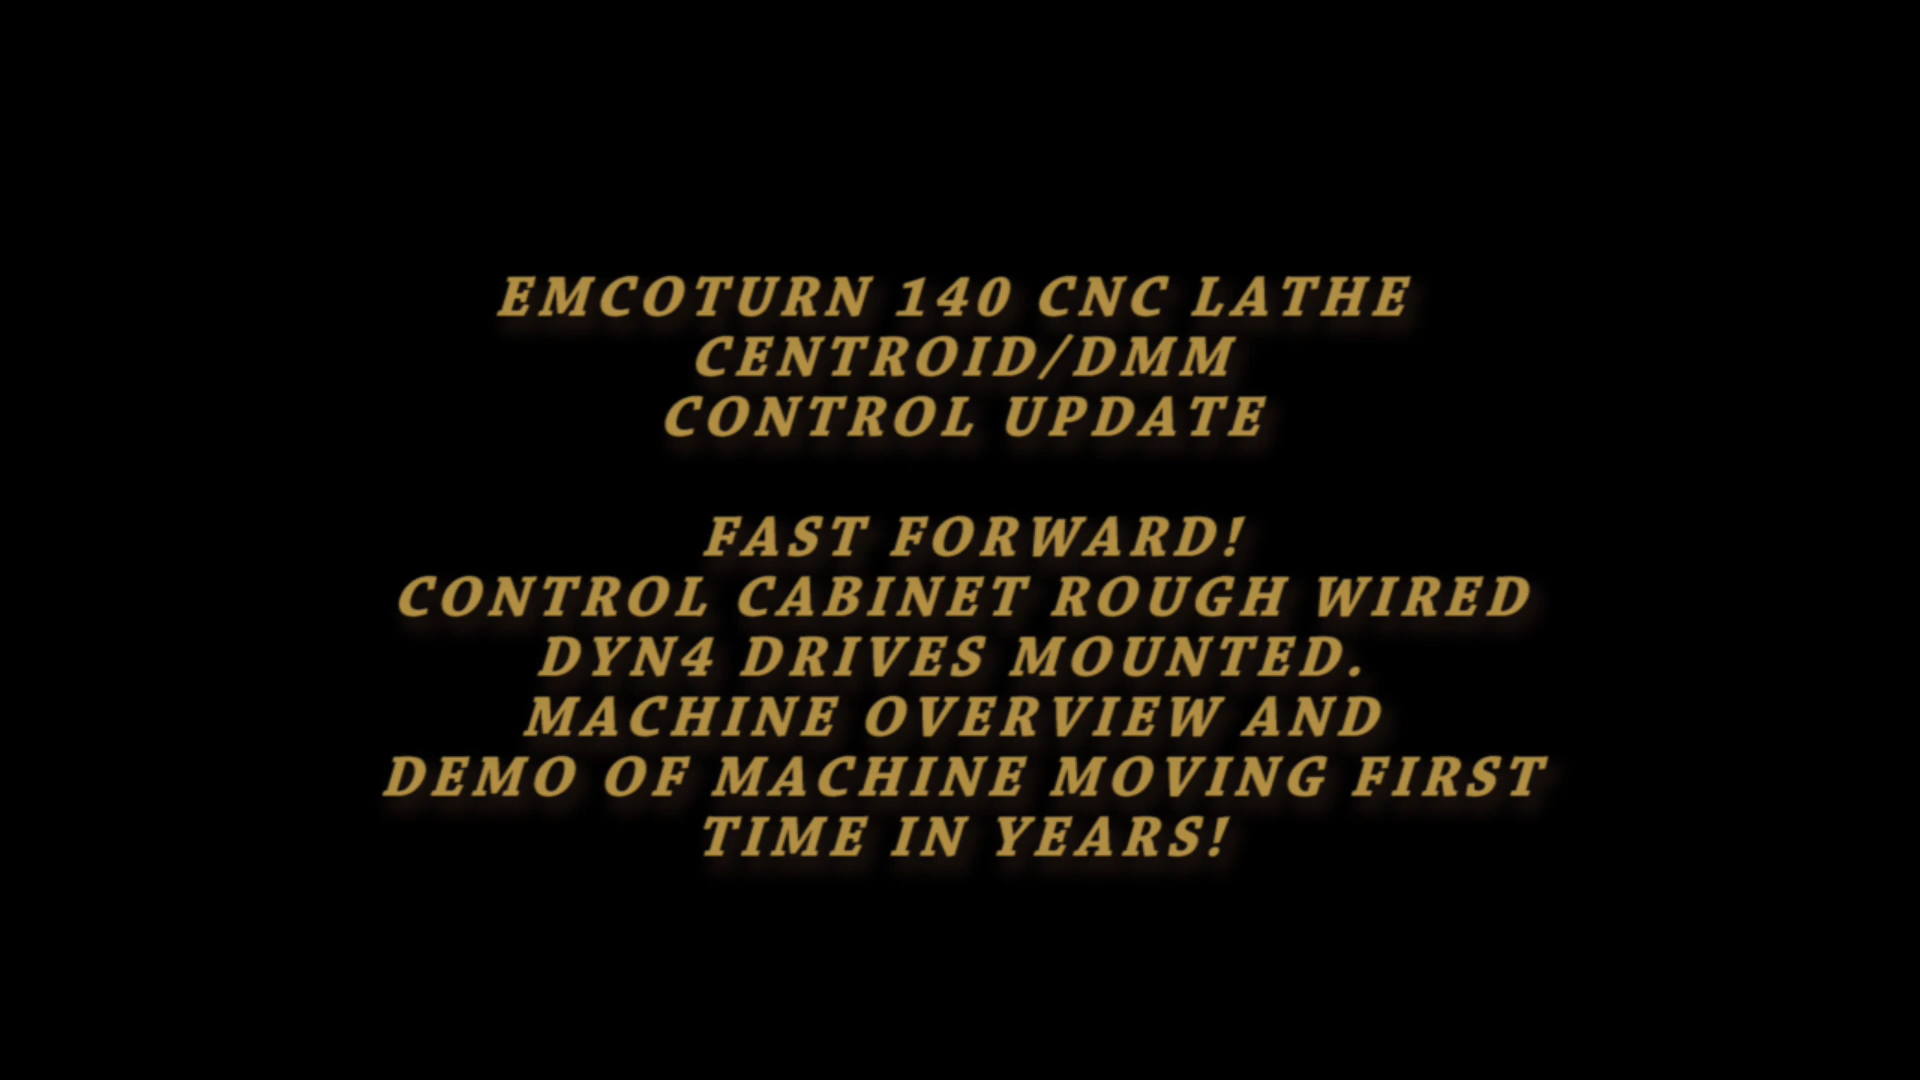 EMCOTURN 140 CNC LATHE
CENTROID/DMM
CONTROL UPDATE
FAST FORWARD!
CONTROL CABINET ROUGH WIRED
DYN4 DRIVES MOUNTED.
MACHINE OVERVIEW AND
DEMO OF MACHINE MOVING FIRST
TIME IN YEARS!